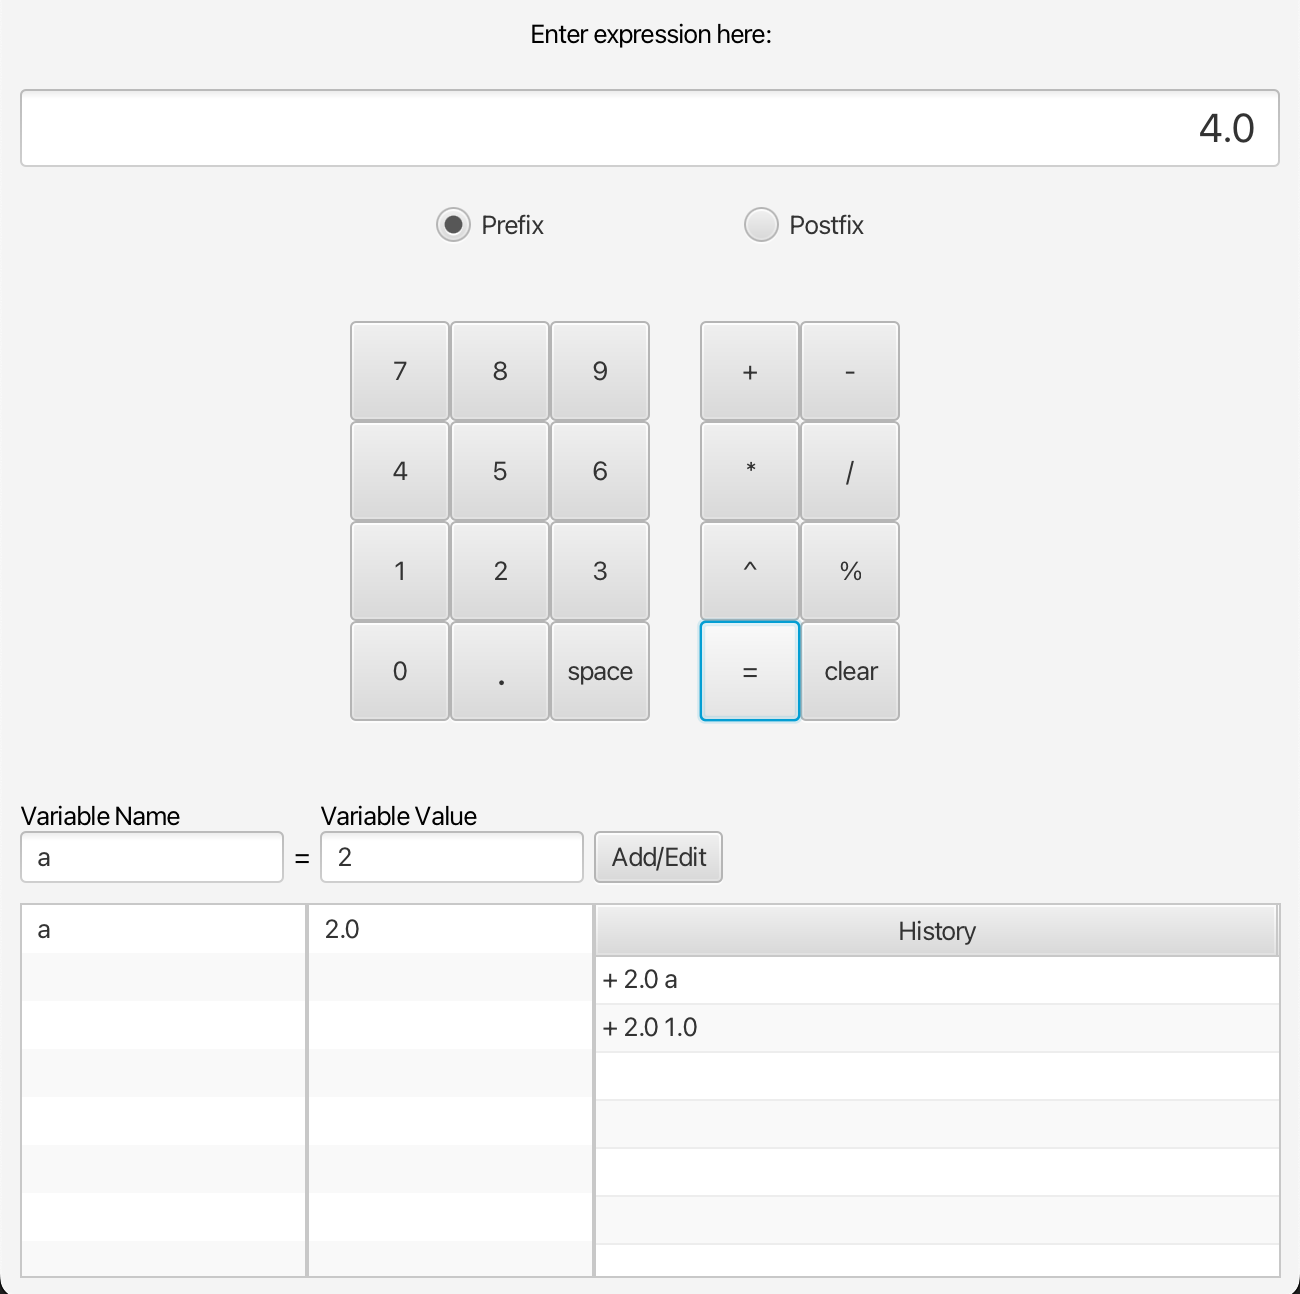 Enter expression here:
4.0
Prefix Postfix
7 8 9 + -
4 5 6 * /
1 2 3 ^ %
0 . space = clear
Variable Name Variable Value
a = 2 Add/Edit
a 2.0 History
+ 2.0 a
+ 2.0 1.0